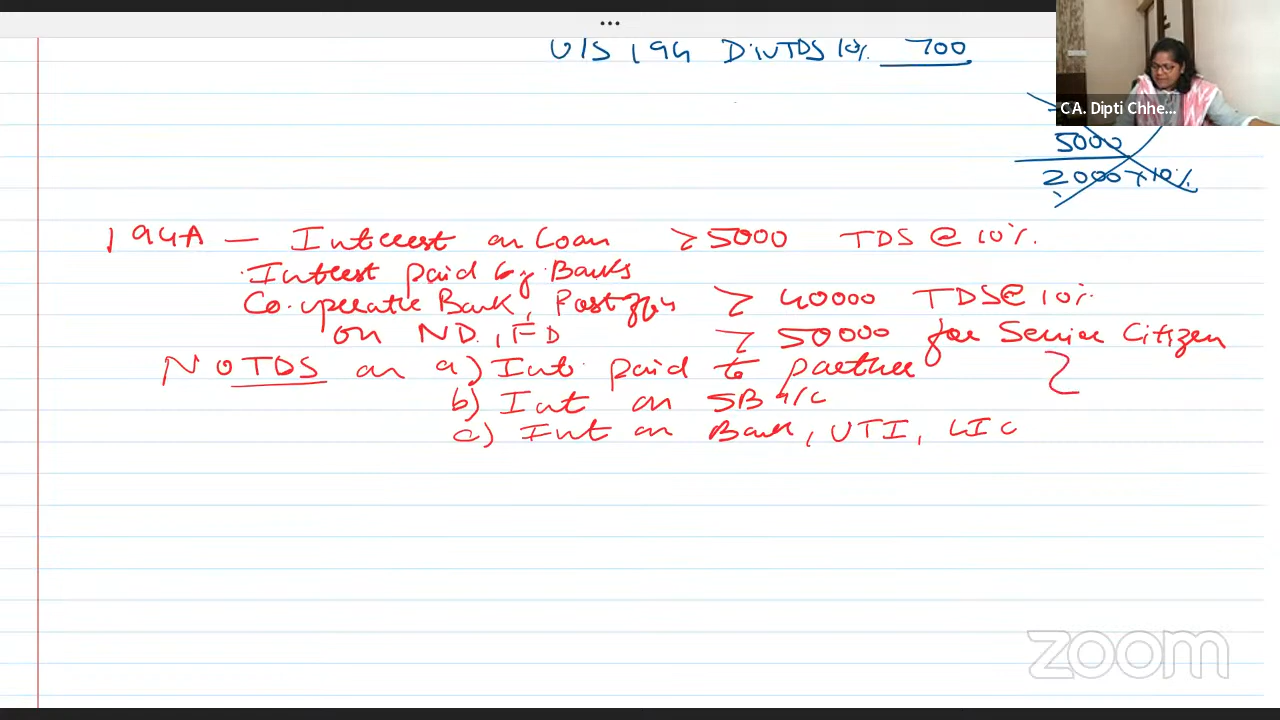 U/S 194 Div TDS 10% 700
C A. Dipti Chhe...
5000
2000 × 10%
194A — Interest on Loan > 5000 TDS @ 10%.
Interest paid by Banks
Co-operative Bank, Post office > 40000 TDS @ 10%.
on ND, FD > 50000 for Senior Citizen
NO TDS on a) Int. paid to partner
b) Int on SB A/C
c) Int on Bank, UTI, LIC
zoom